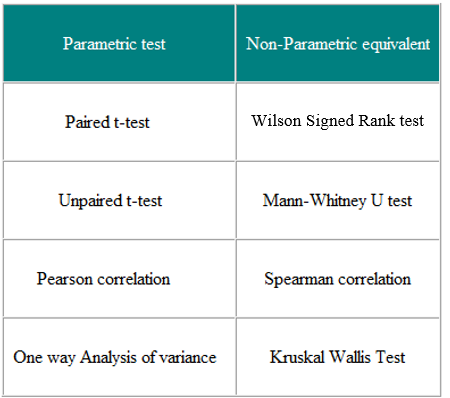 Parametric test Non-Parametric equivalent
Paired t-test Wilson Signed Rank test
Unpaired t-test Mann-Whitney U test
Pearson correlation Spearman correlation
One way Analysis of variance Kruskal Wallis Test